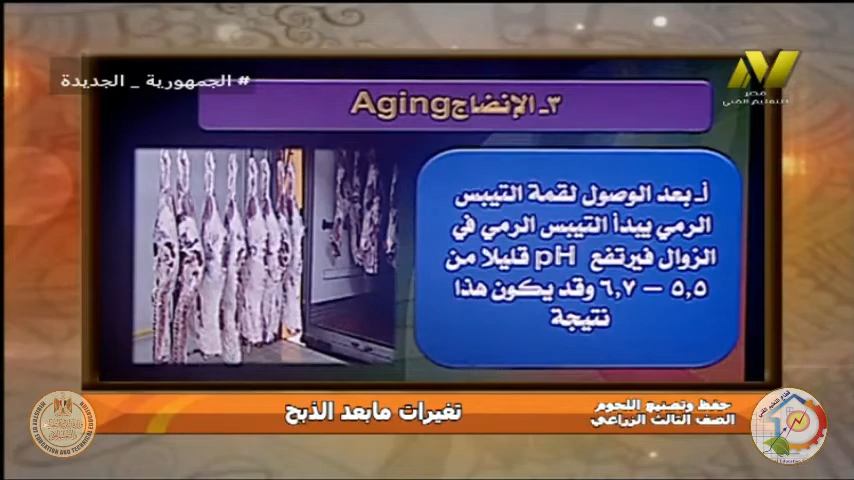 # الجمهورية _ الجديدة
مصر
التعليم الفني
٣ـ الإنضاج Aging
أ ـ بعد الوصول لقمة التيبس
الرمي يبدأ التيبس الرمي في
الزوال فيرتفع pH قليلا من
٥,٥ – ٦,٧ وقد يكون هذا
نتيجة
تغيرات مابعد الذبح
حفظ وتصنيع اللحوم
الصف الثالث الزراعي